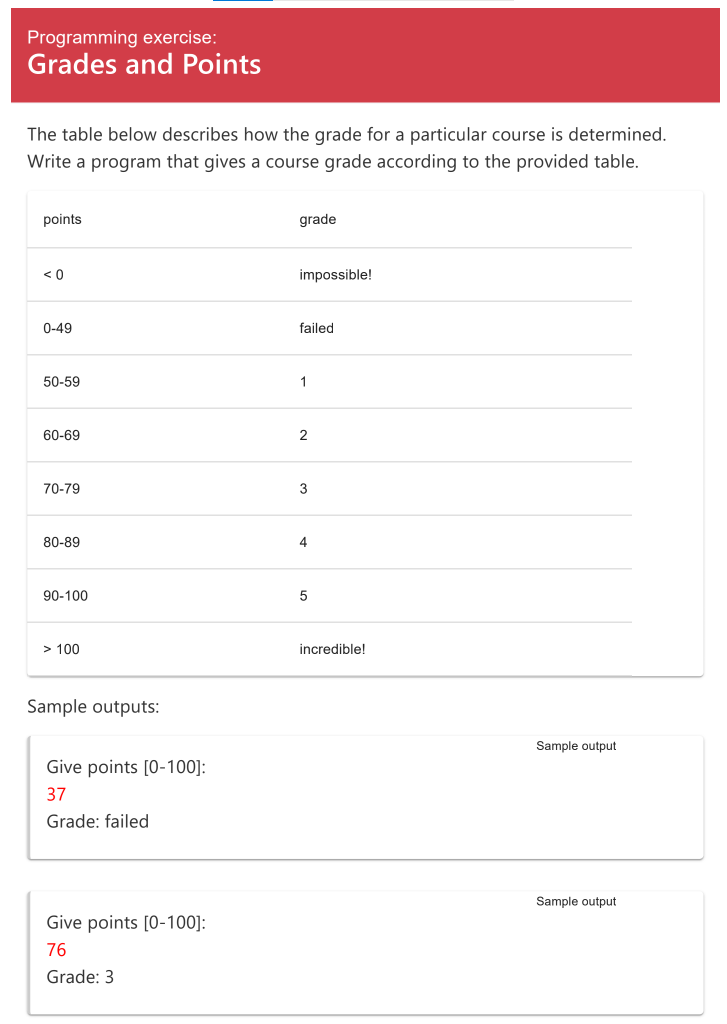 Programming exercise:
Grades and Points
The table below describes how the grade for a particular course is determined.
Write a program that gives a course grade according to the provided table.
points grade
< 0 impossible!
0-49 failed
50-59 1
60-69 2
70-79 3
80-89 4
90-100 5
> 100 incredible!
Sample outputs:
Sample output
Give points [0-100]:
37
Grade: failed
Sample output
Give points [0-100]:
76
Grade: 3